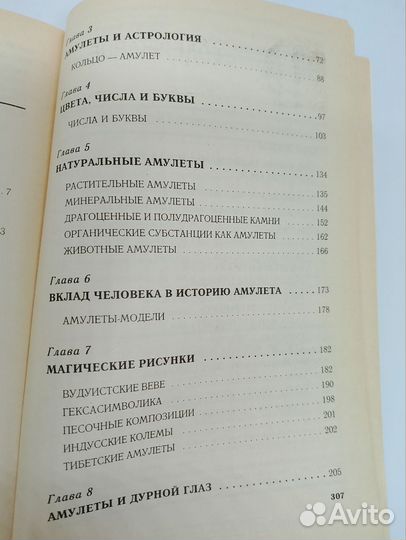 Глава 3
АМУЛЕТЫ И АСТРОЛОГИЯ 72
КОЛЬЦО — АМУЛЕТ 88
Глава 4
ЦВЕТА, ЧИСЛА И БУКВЫ 97
ЧИСЛА И БУКВЫ 103
Глава 5
НАТУРАЛЬНЫЕ АМУЛЕТЫ 134
РАСТИТЕЛЬНЫЕ АМУЛЕТЫ 135
МИНЕРАЛЬНЫЕ АМУЛЕТЫ 144
ДРАГОЦЕННЫЕ И ПОЛУДРАГОЦЕННЫЕ КАМНИ 152
ОРГАНИЧЕСКИЕ СУБСТАНЦИИ КАК АМУЛЕТЫ 162
ЖИВОТНЫЕ АМУЛЕТЫ 166
Глава 6
ВКЛАД ЧЕЛОВЕКА В ИСТОРИЮ АМУЛЕТА 173
АМУЛЕТЫ-МОДЕЛИ 178
Глава 7
МАГИЧЕСКИЕ РИСУНКИ 182
ВУДУИСТСКИЕ ВЕВЕ 182
ГЕКСАСИМВОЛИКА 190
ПЕСОЧНЫЕ КОМПОЗИЦИИ 198
ИНДУССКИЕ КОЛЕМЫ 201
ТИБЕТСКИЕ АМУЛЕТЫ 202
Глава 8
АМУЛЕТЫ И ДУРНОЙ ГЛАЗ 205
307
7
3
Avito